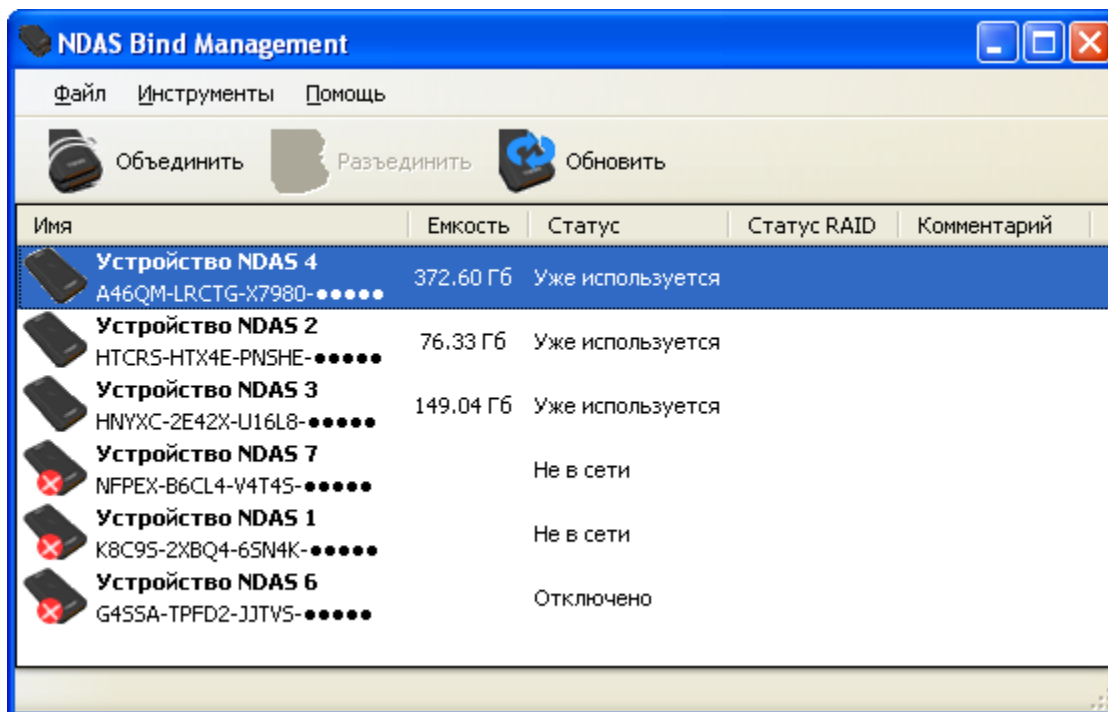 NDAS Bind Management
Файл Инструменты Помощь
Объединить Разъединить Обновить
Имя Емкость Статус Статус RAID Комментарий
Устройство NDAS 4
A46QM-LRCTG-X7980-●●●●● 372.60 Гб Уже используется
Устройство NDAS 2
HTCRS-HTX4E-PNSHE-●●●●● 76.33 Гб Уже используется
Устройство NDAS 3
HNYXC-2E42X-U16L8-●●●●● 149.04 Гб Уже используется
Устройство NDAS 7
NFPEX-B6CL4-V4T4S-●●●●● Не в сети
Устройство NDAS 1
K8C9S-2XBQ4-6SN4K-●●●●● Не в сети
Устройство NDAS 6
G4SSA-TPFD2-JJTVS-●●●●● Отключено